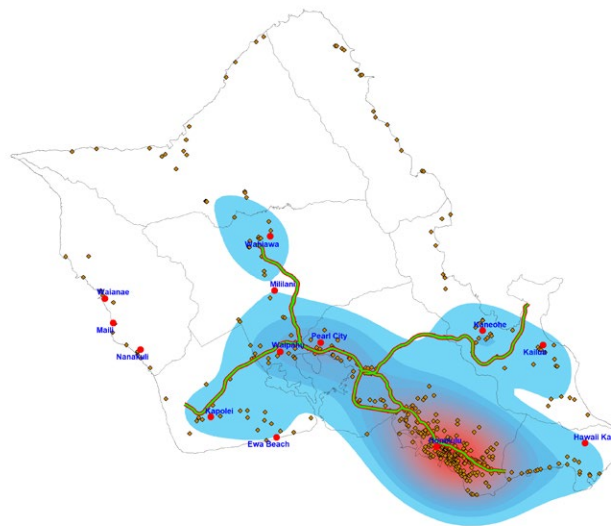 Wahiawa
Mililani
Waianae
Maili
Nanakuli
Waipahu
Pearl City
Kaneohe
Kailua
Kapolei
Ewa Beach
Honolulu
Hawaii Ka